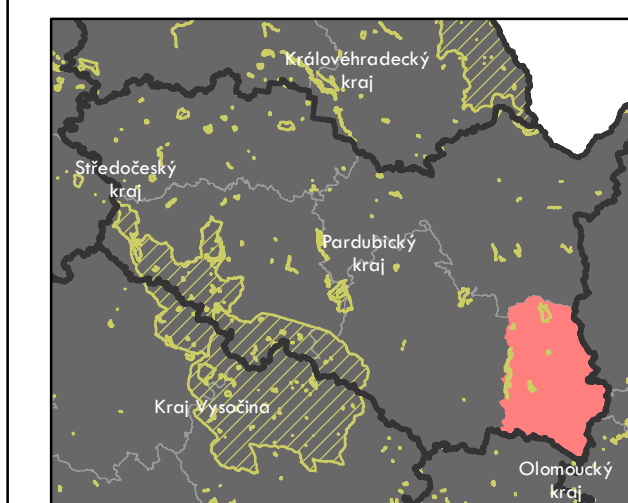 Královéhradecký
kraj
Středočeský
kraj
Pardubický
kraj
Kraj Vysočina
Olomoucký
kraj